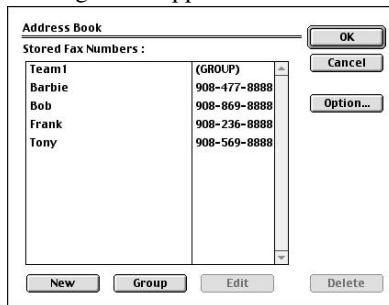 Address Book
Stored Fax Numbers :
Team1 (GROUP)
Barbie 908-477-8888
Bob 908-869-8888
Frank 908-236-8888
Tony 908-569-8888
OK
Cancel
Option...
New Group Edit Delete